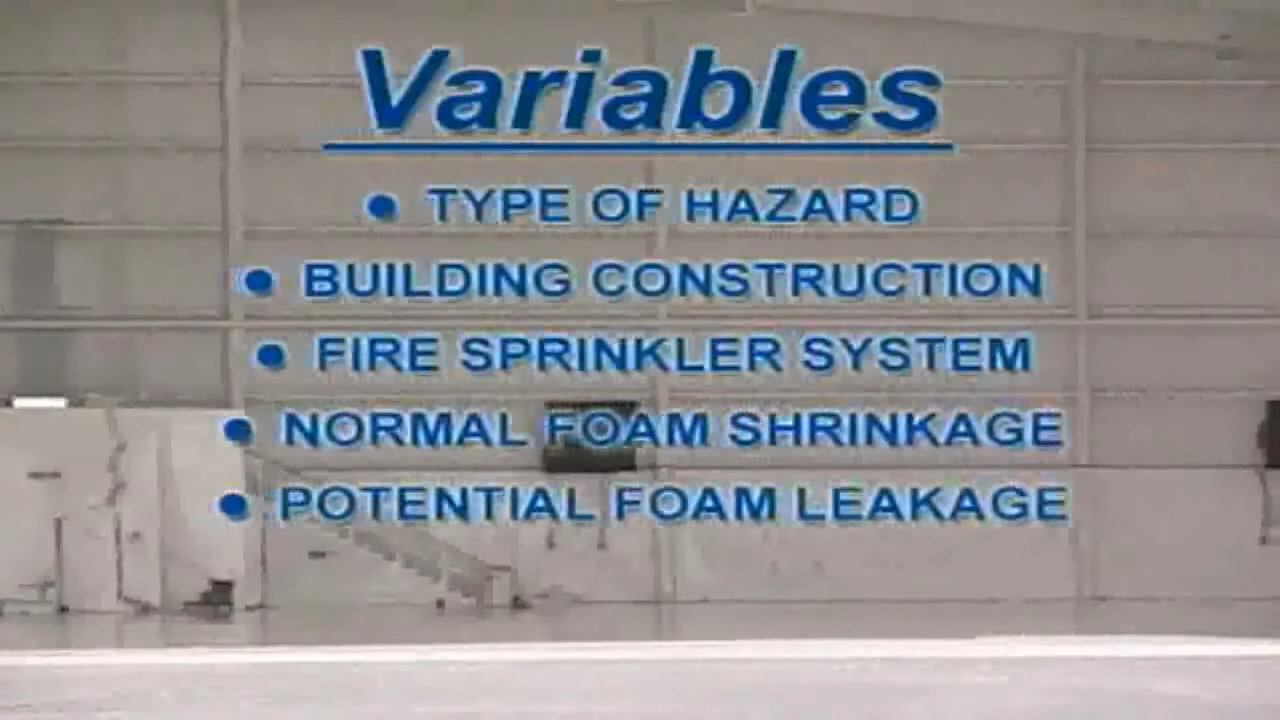 Variables
• TYPE OF HAZARD
• BUILDING CONSTRUCTION
• FIRE SPRINKLER SYSTEM
• NORMAL FOAM SHRINKAGE
• POTENTIAL FOAM LEAKAGE